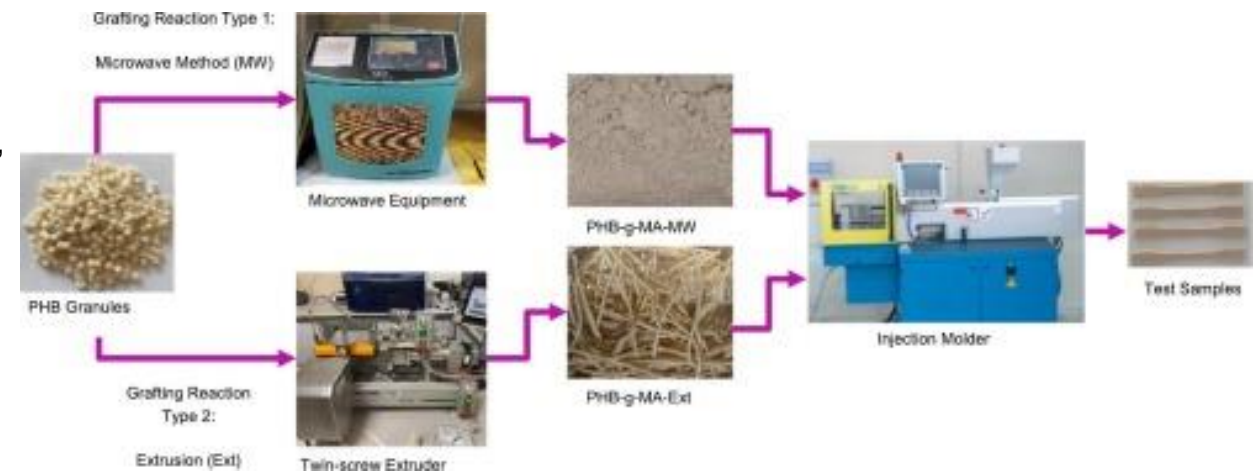 Grafting Reaction Type 1:
Microwave Method (MW)
Microwave Equipment
PHB-g-MA-MW
PHB Granules
Test Samples
Injection Molder
Grafting Reaction
Type 2:
Extrusion (Ext)
PHB-g-MA-Ext
Twin-screw Extruder